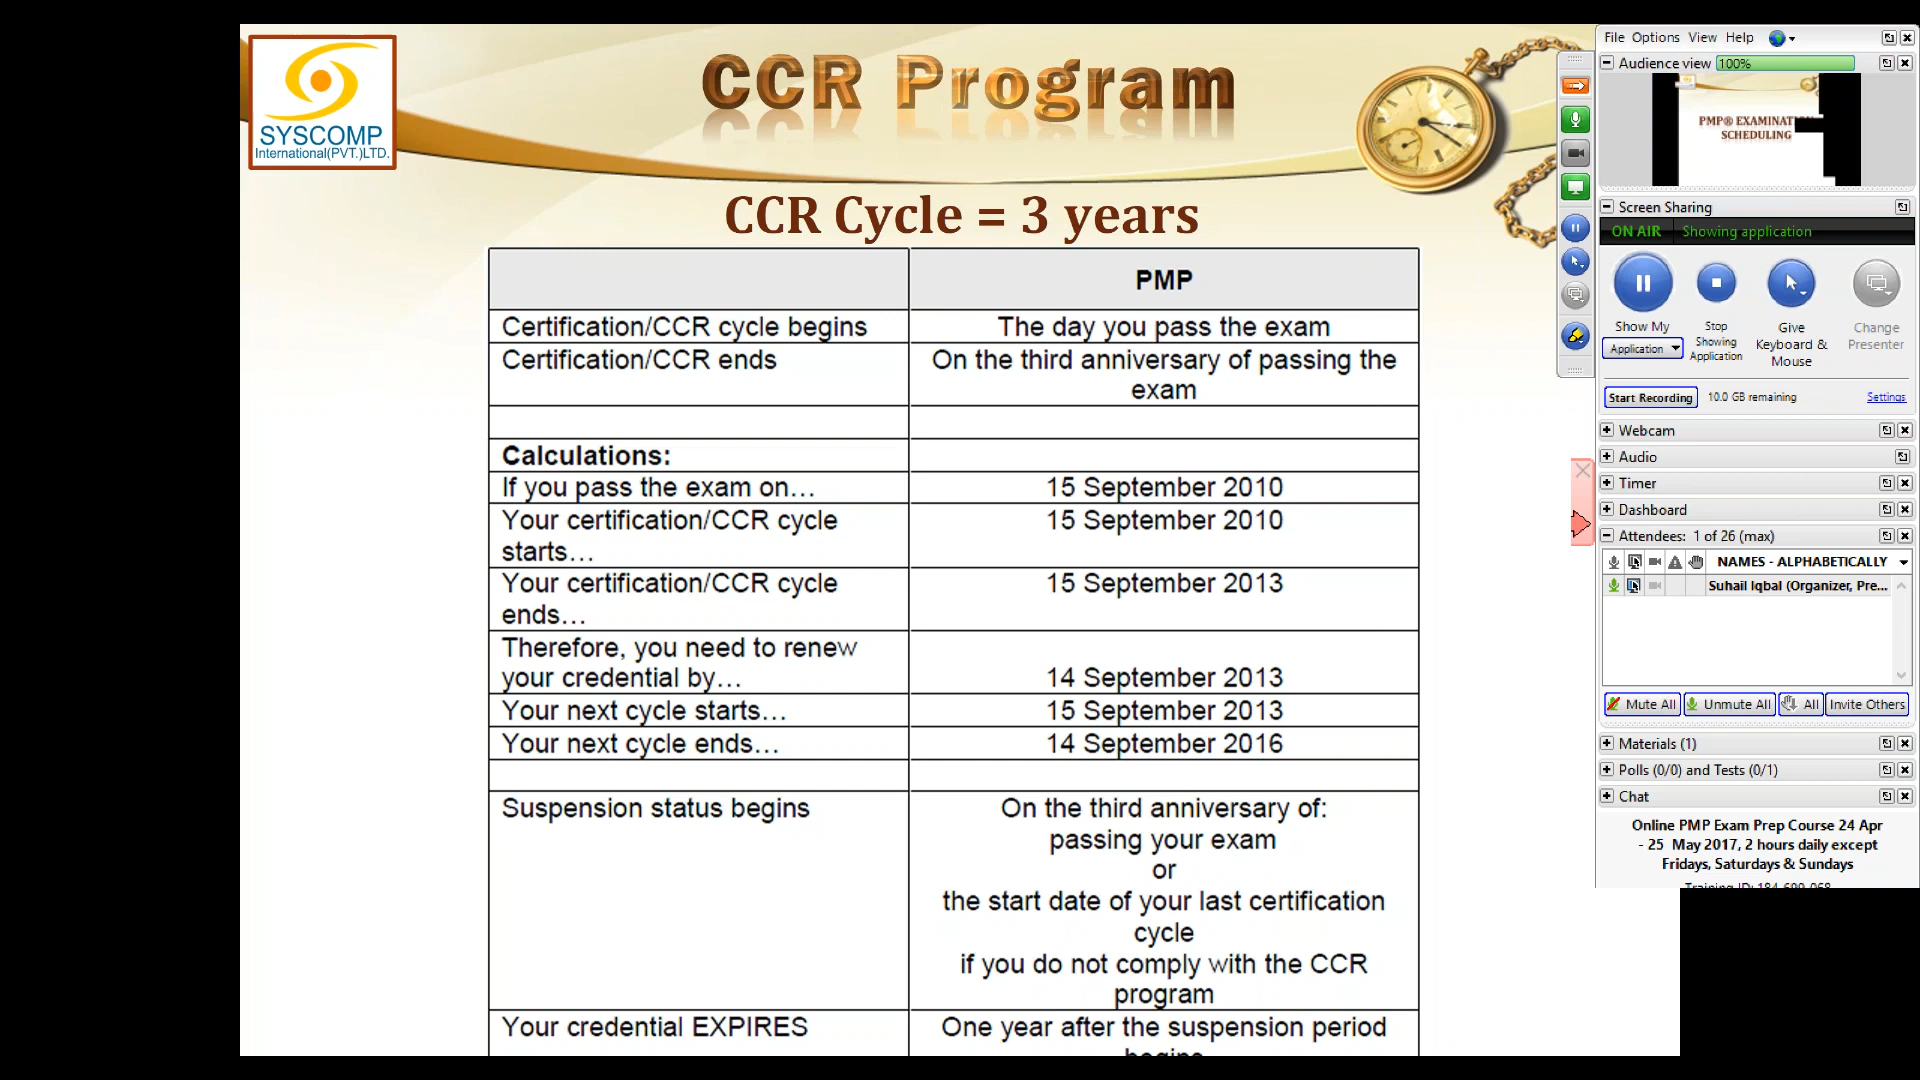 SYSCOMP
International(PVT.)LTD.
CCR Program
CCR Cycle = 3 years
PMP
Certification/CCR cycle begins
The day you pass the exam
Certification/CCR ends
On the third anniversary of passing the
exam
Calculations:
If you pass the exam on…
15 September 2010
Your certification/CCR cycle
starts…
15 September 2010
Your certification/CCR cycle
ends…
15 September 2013
Therefore, you need to renew
your credential by…
14 September 2013
Your next cycle starts…
15 September 2013
Your next cycle ends…
14 September 2016
Suspension status begins
On the third anniversary of:
passing your exam
or
the start date of your last certification
cycle
if you do not comply with the CCR
program
Your credential EXPIRES
One year after the suspension period
begins
File Options View Help
Audience view 100%
PMP® EXAMINAT
SCHEDULING
Screen Sharing
ON AIR Showing application
Show My
Application
Stop
Showing
Application
Give
Keyboard &
Mouse
Change
Presenter
Start Recording 10.0 GB remaining Settings
Webcam
Audio
Timer
Dashboard
Attendees: 1 of 26 (max)
NAMES - ALPHABETICALLY
Suhail Iqbal (Organizer, Pre...
Mute All Unmute All All Invite Others
Materials (1)
Polls (0/0) and Tests (0/1)
Chat
Online PMP Exam Prep Course 24 Apr
- 25 May 2017, 2 hours daily except
Fridays, Saturdays & Sundays
Training ID: 184-699-068